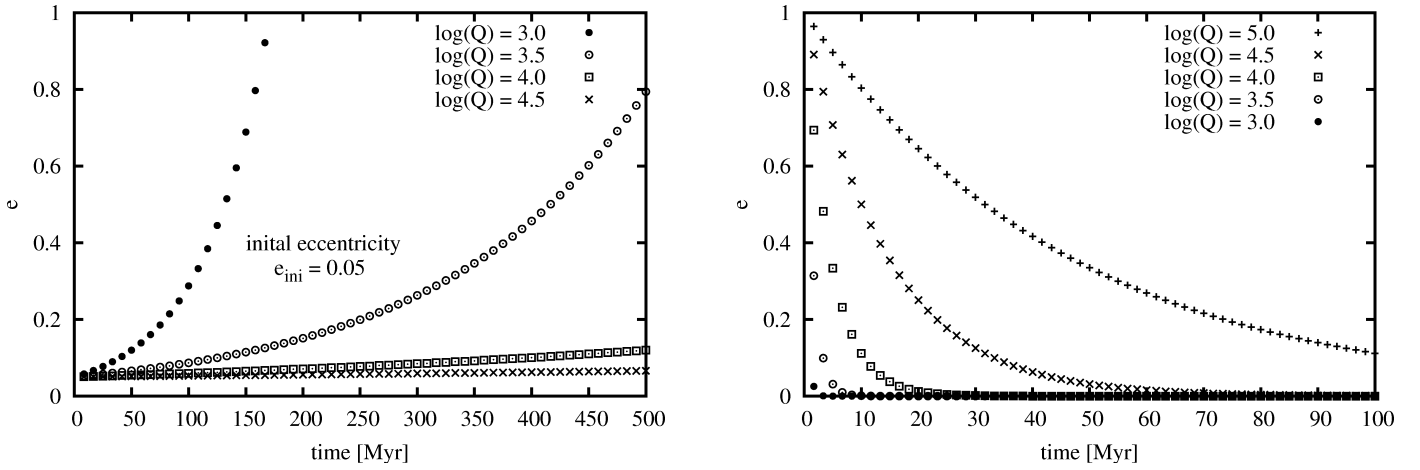 1
0.8
0.6
0.4
0.2
0
e
0 50 100 150 200 250 300 350 400 450 500
time [Myr]
log(Q) = 3.0
log(Q) = 3.5
log(Q) = 4.0
log(Q) = 4.5
inital eccentricity
e_ini = 0.05
1
0.8
0.6
0.4
0.2
0
e
0 10 20 30 40 50 60 70 80 90 100
time [Myr]
log(Q) = 5.0
log(Q) = 4.5
log(Q) = 4.0
log(Q) = 3.5
log(Q) = 3.0